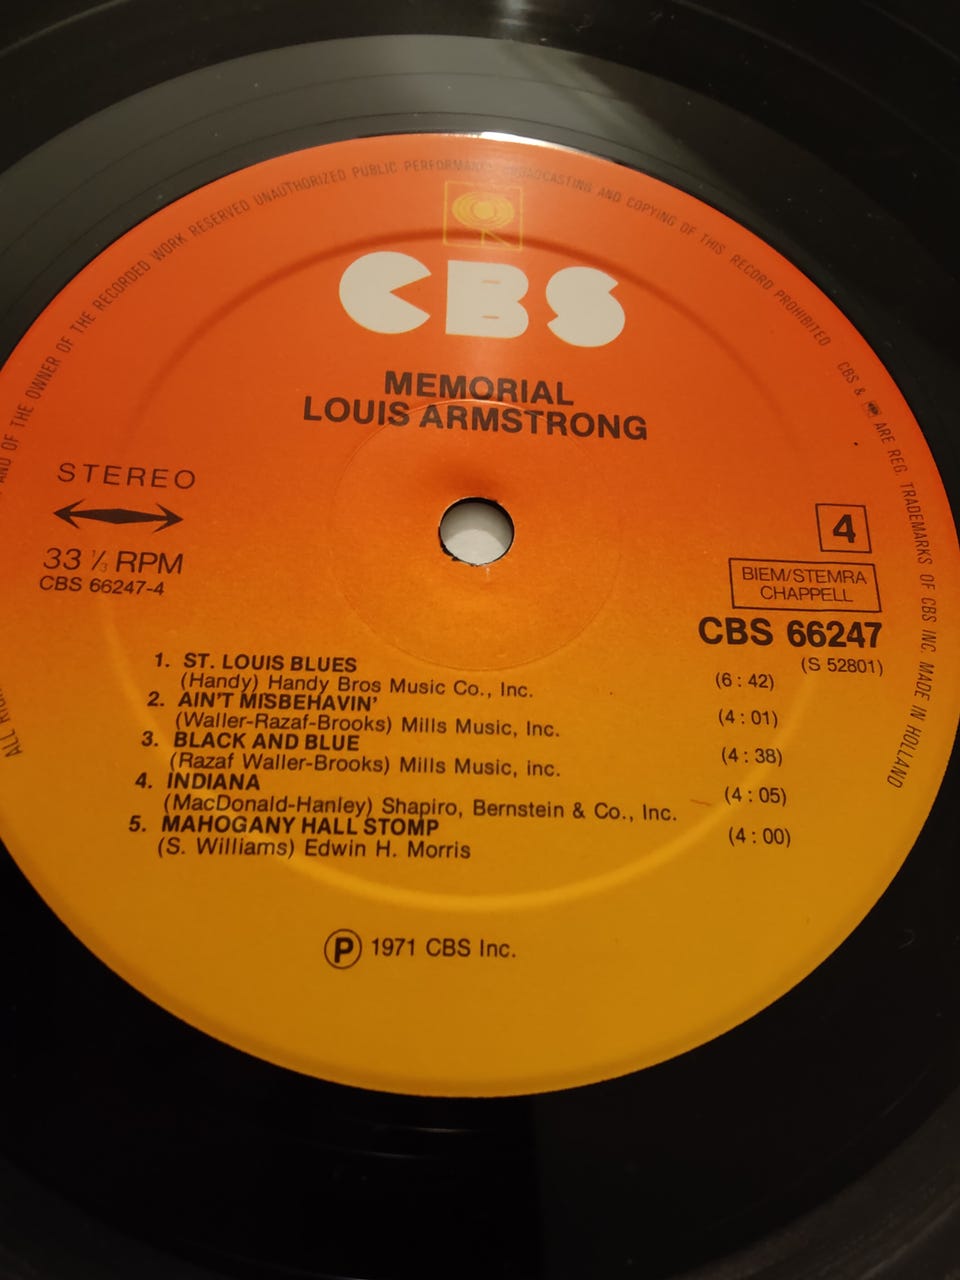 ALL RIGH
AND OF THE OWNER OF THE RECORDED WORK RESERVED UNAUTHORIZED PUBLIC PERFORMANCE BROADCASTING AND COPYING OF THIS RECORD PROHIBITED CBS & ARE REG. TRADEMARKS OF CBS INC. MADE IN HOLLAND
CBS
MEMORIAL
LOUIS ARMSTRONG
STEREO
33 ⅓ RPM
CBS 66247-4
4
BIEM/STEMRA
CHAPPELL
CBS 66247
(S 52801)
1. ST. LOUIS BLUES
(Handy) Handy Bros Music Co., Inc. (6 : 42)
2. AIN'T MISBEHAVIN'
(Waller-Razaf-Brooks) Mills Music, Inc. (4 : 01)
3. BLACK AND BLUE
(Razaf Waller-Brooks) Mills Music, inc. (4 : 38)
4. INDIANA
(MacDonald-Hanley) Shapiro, Bernstein & Co., Inc. (4 : 05)
5. MAHOGANY HALL STOMP
(S. Williams) Edwin H. Morris (4 : 00)
Ⓟ 1971 CBS Inc.